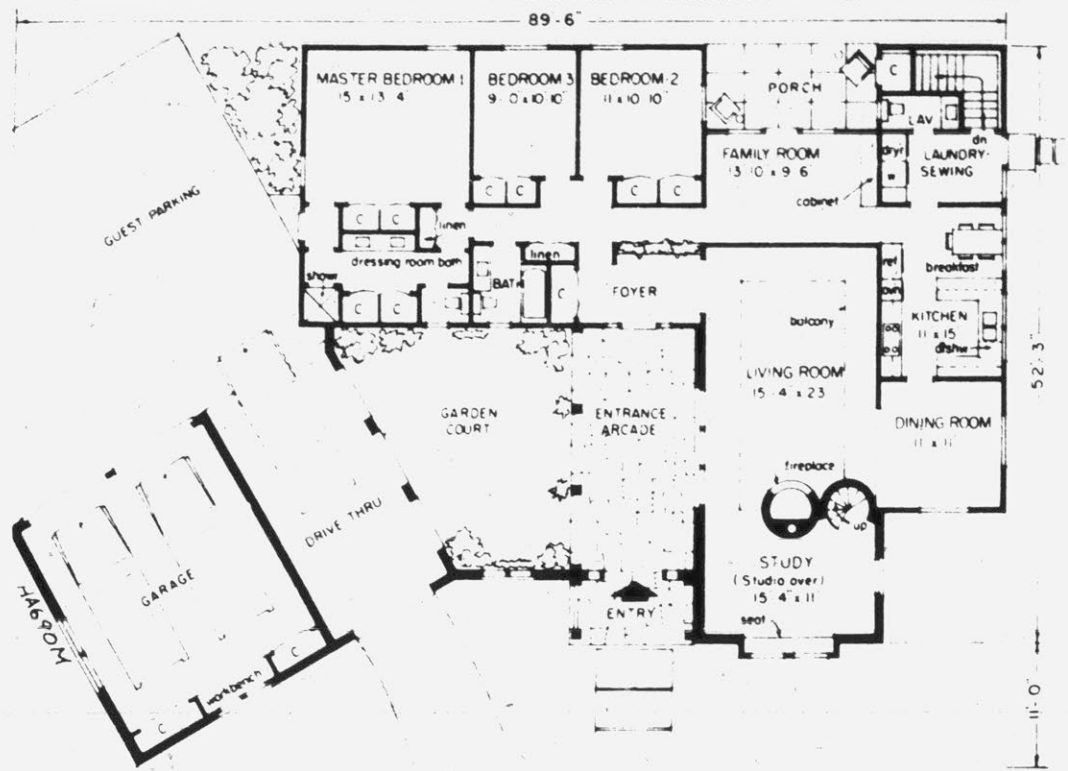 89'-6"
MASTER BEDROOM·1
15 x 13'-4"
BEDROOM·3
9'-0 x 10'-10"
BEDROOM·2
11 x 10'-10"
PORCH
C
LAV.
dn
GUEST PARKING
FAMILY ROOM
13'-10 x 9'-6"
cabinet
dryr
w
LAUNDRY-
SEWING
C C
C C
C C
linen
dressing room bath
showr
C C
BATH
linen
C
FOYER
ref
ovn
breakfast
KITCHEN
11 x 15
dishw
balcony
LIVING ROOM
15'-4" x 23
52'-3"
GARDEN
COURT
ENTRANCE
ARCADE
DINING ROOM
11' x 11'
fireplace
up
DRIVE THRU
GARAGE
HA690M
STUDY
(Studio over)
15'-4" x 11
seat
ENTRY
C
workbench
C
11'-0"